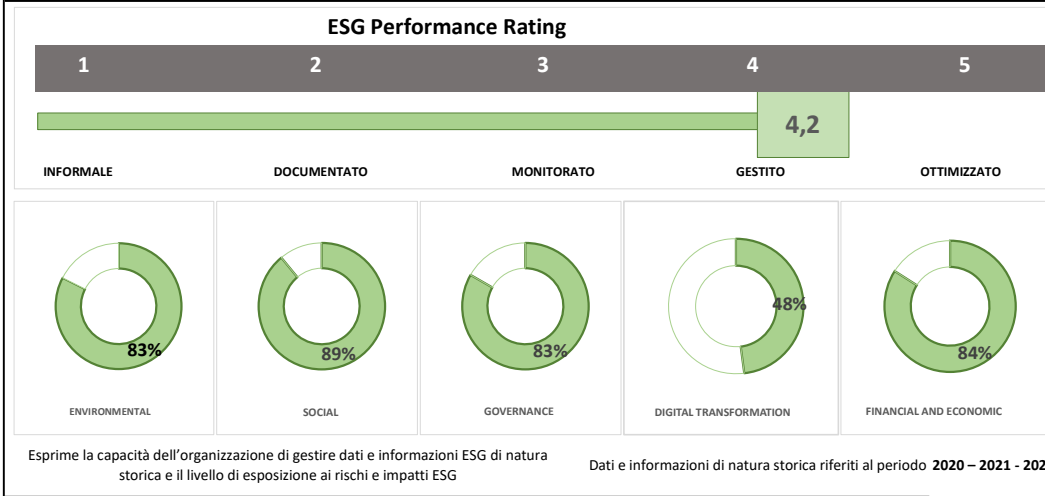 ESG Performance Rating
1 2 3 4 5
4,2
INFORMALE DOCUMENTATO MONITORATO GESTITO OTTIMIZZATO
83% 89% 83% 48% 84%
ENVIRONMENTAL SOCIAL GOVERNANCE DIGITAL TRANSFORMATION FINANCIAL AND ECONOMIC
Esprime la capacità dell’organizzazione di gestire dati e informazioni ESG di natura
storica e il livello di esposizione ai rischi e impatti ESG
Dati e informazioni di natura storica riferiti al periodo 2020 – 2021 -